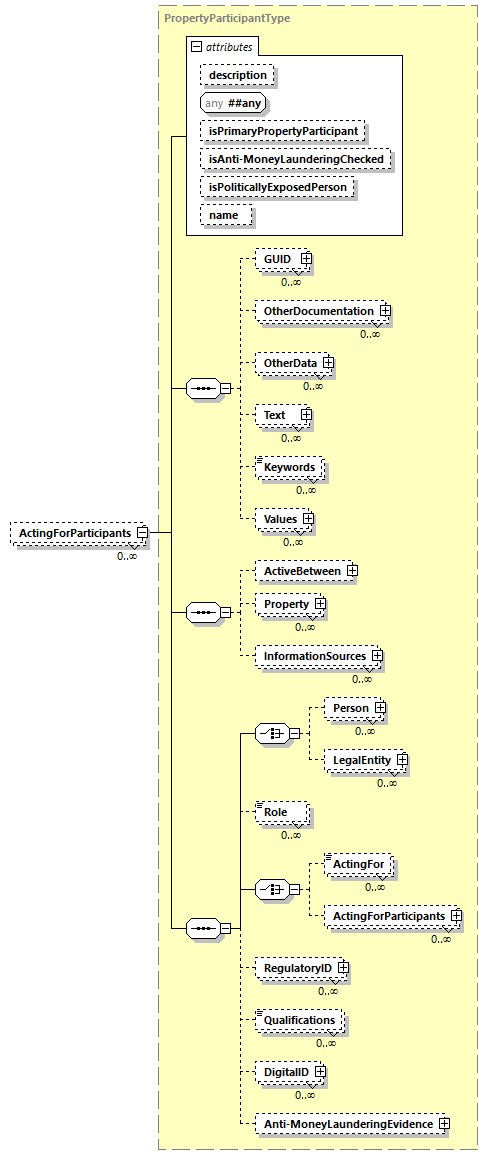 PropertyParticipantType
attributes
description
any ##any
isPrimaryPropertyParticipant
isAnti-MoneyLaunderingChecked
isPoliticallyExposedPerson
name
GUID
0..∞
OtherDocumentation
0..∞
OtherData
0..∞
Text
0..∞
Keywords
0..∞
Values
0..∞
ActingForParticipants
0..∞
ActiveBetween
Property
0..∞
InformationSources
0..∞
Person
0..∞
LegalEntity
0..∞
Role
0..∞
ActingFor
0..∞
ActingForParticipants
0..∞
RegulatoryID
0..∞
Qualifications
0..∞
DigitalID
0..∞
Anti-MoneyLaunderingEvidence